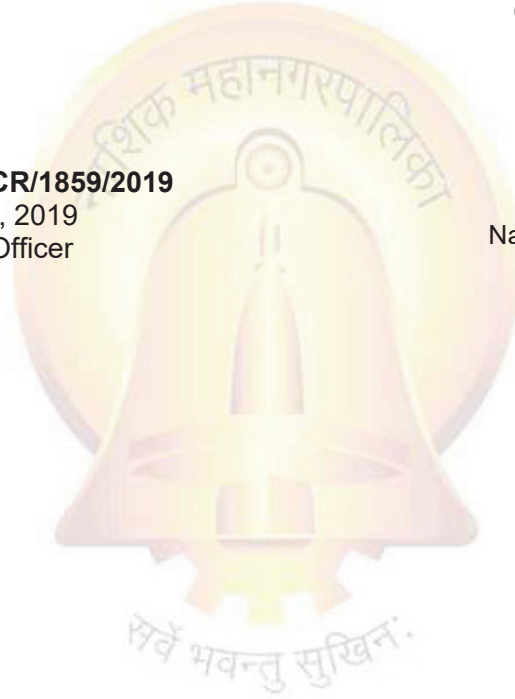 नाशिक महानगरपालिका
CR/1859/2019
, 2019
Officer
Na
सर्वे भवन्तु सुखिन: